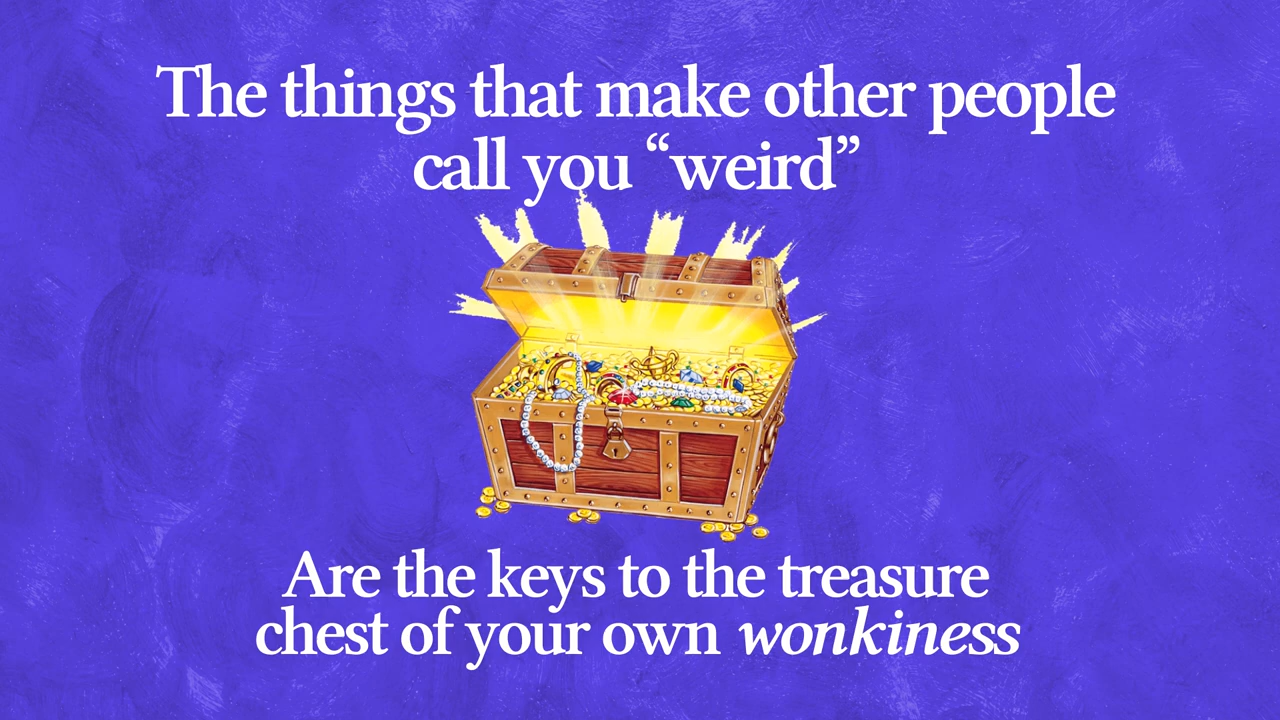 The things that make other people
call you “weird”
Are the keys to the treasure
chest of your own wonkiness